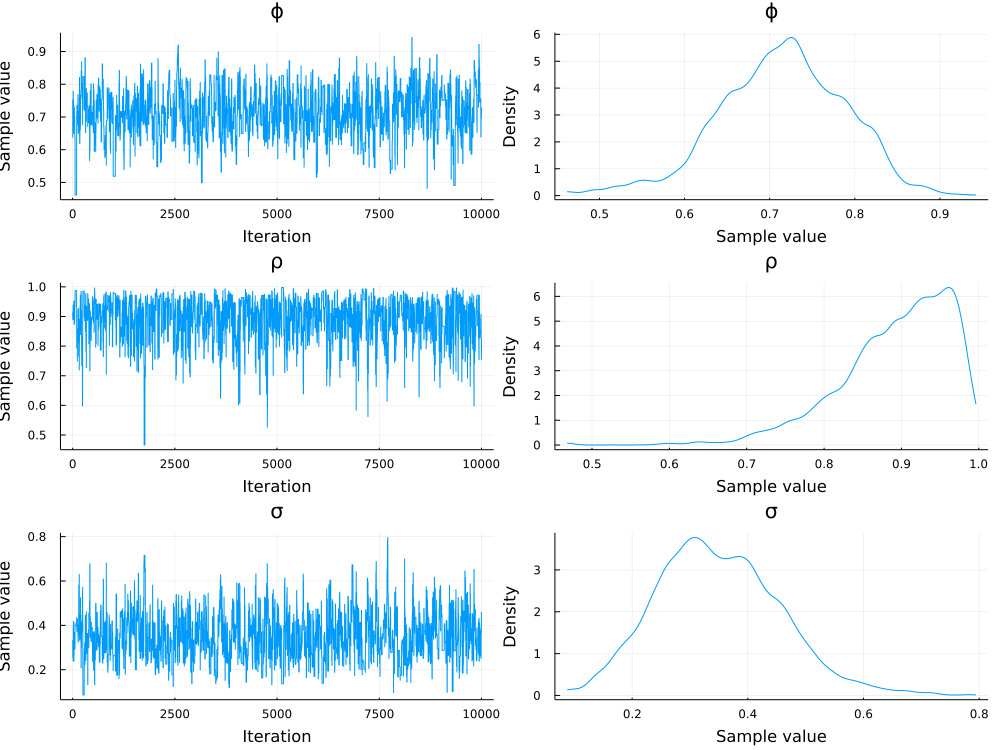 ϕ
Sample value
0.9
0.8
0.7
0.6
0.5
0 2500 5000 7500 10000
Iteration
ϕ
Density
6
5
4
3
2
1
0
0.5 0.6 0.7 0.8 0.9
Sample value
ρ
Sample value
1.0
0.9
0.8
0.7
0.6
0.5
0 2500 5000 7500 10000
Iteration
ρ
Density
6
5
4
3
2
1
0
0.5 0.6 0.7 0.8 0.9 1.0
Sample value
σ
Sample value
0.8
0.6
0.4
0.2
0 2500 5000 7500 10000
Iteration
σ
Density
3
2
1
0
0.2 0.4 0.6 0.8
Sample value